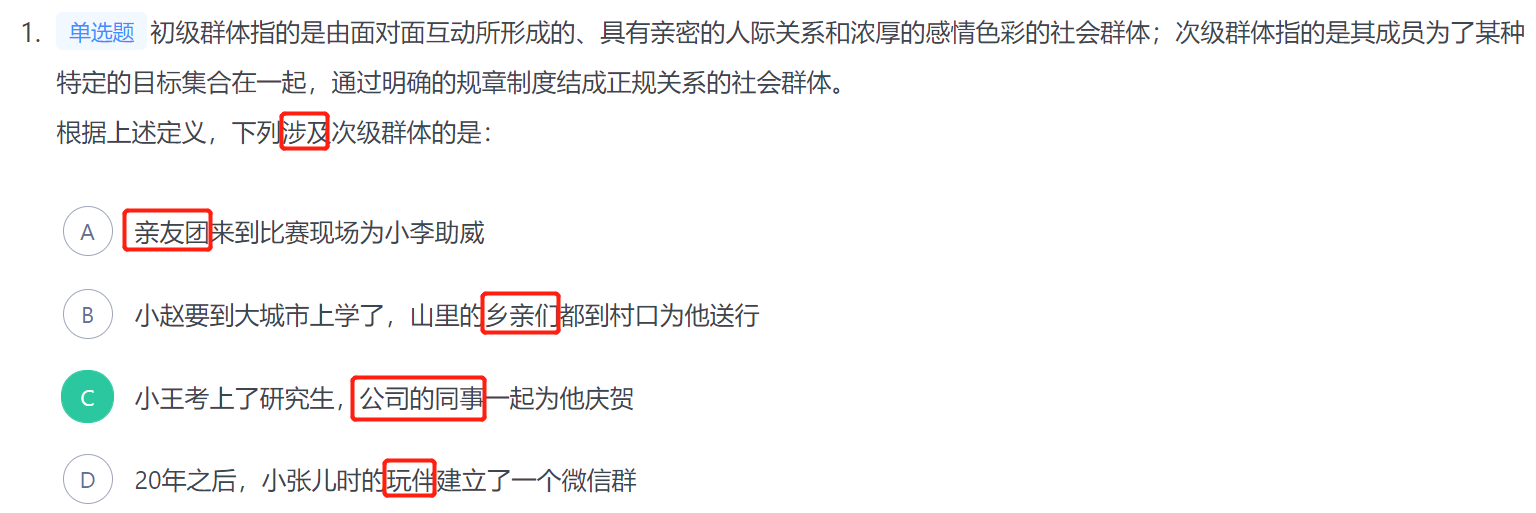 1. 单选题 初级群体指的是由面对面互动所形成的、具有亲密的人际关系和浓厚的感情色彩的社会群体；次级群体指的是其成员为了某种
特定的目标集合在一起，通过明确的规章制度结成正规关系的社会群体。
根据上述定义，下列涉及次级群体的是：
A 亲友团来到比赛现场为小李助威
B 小赵要到大城市上学了，山里的乡亲们都到村口为他送行
C 小王考上了研究生，公司的同事一起为他庆贺
D 20年之后，小张儿时的玩伴建立了一个微信群